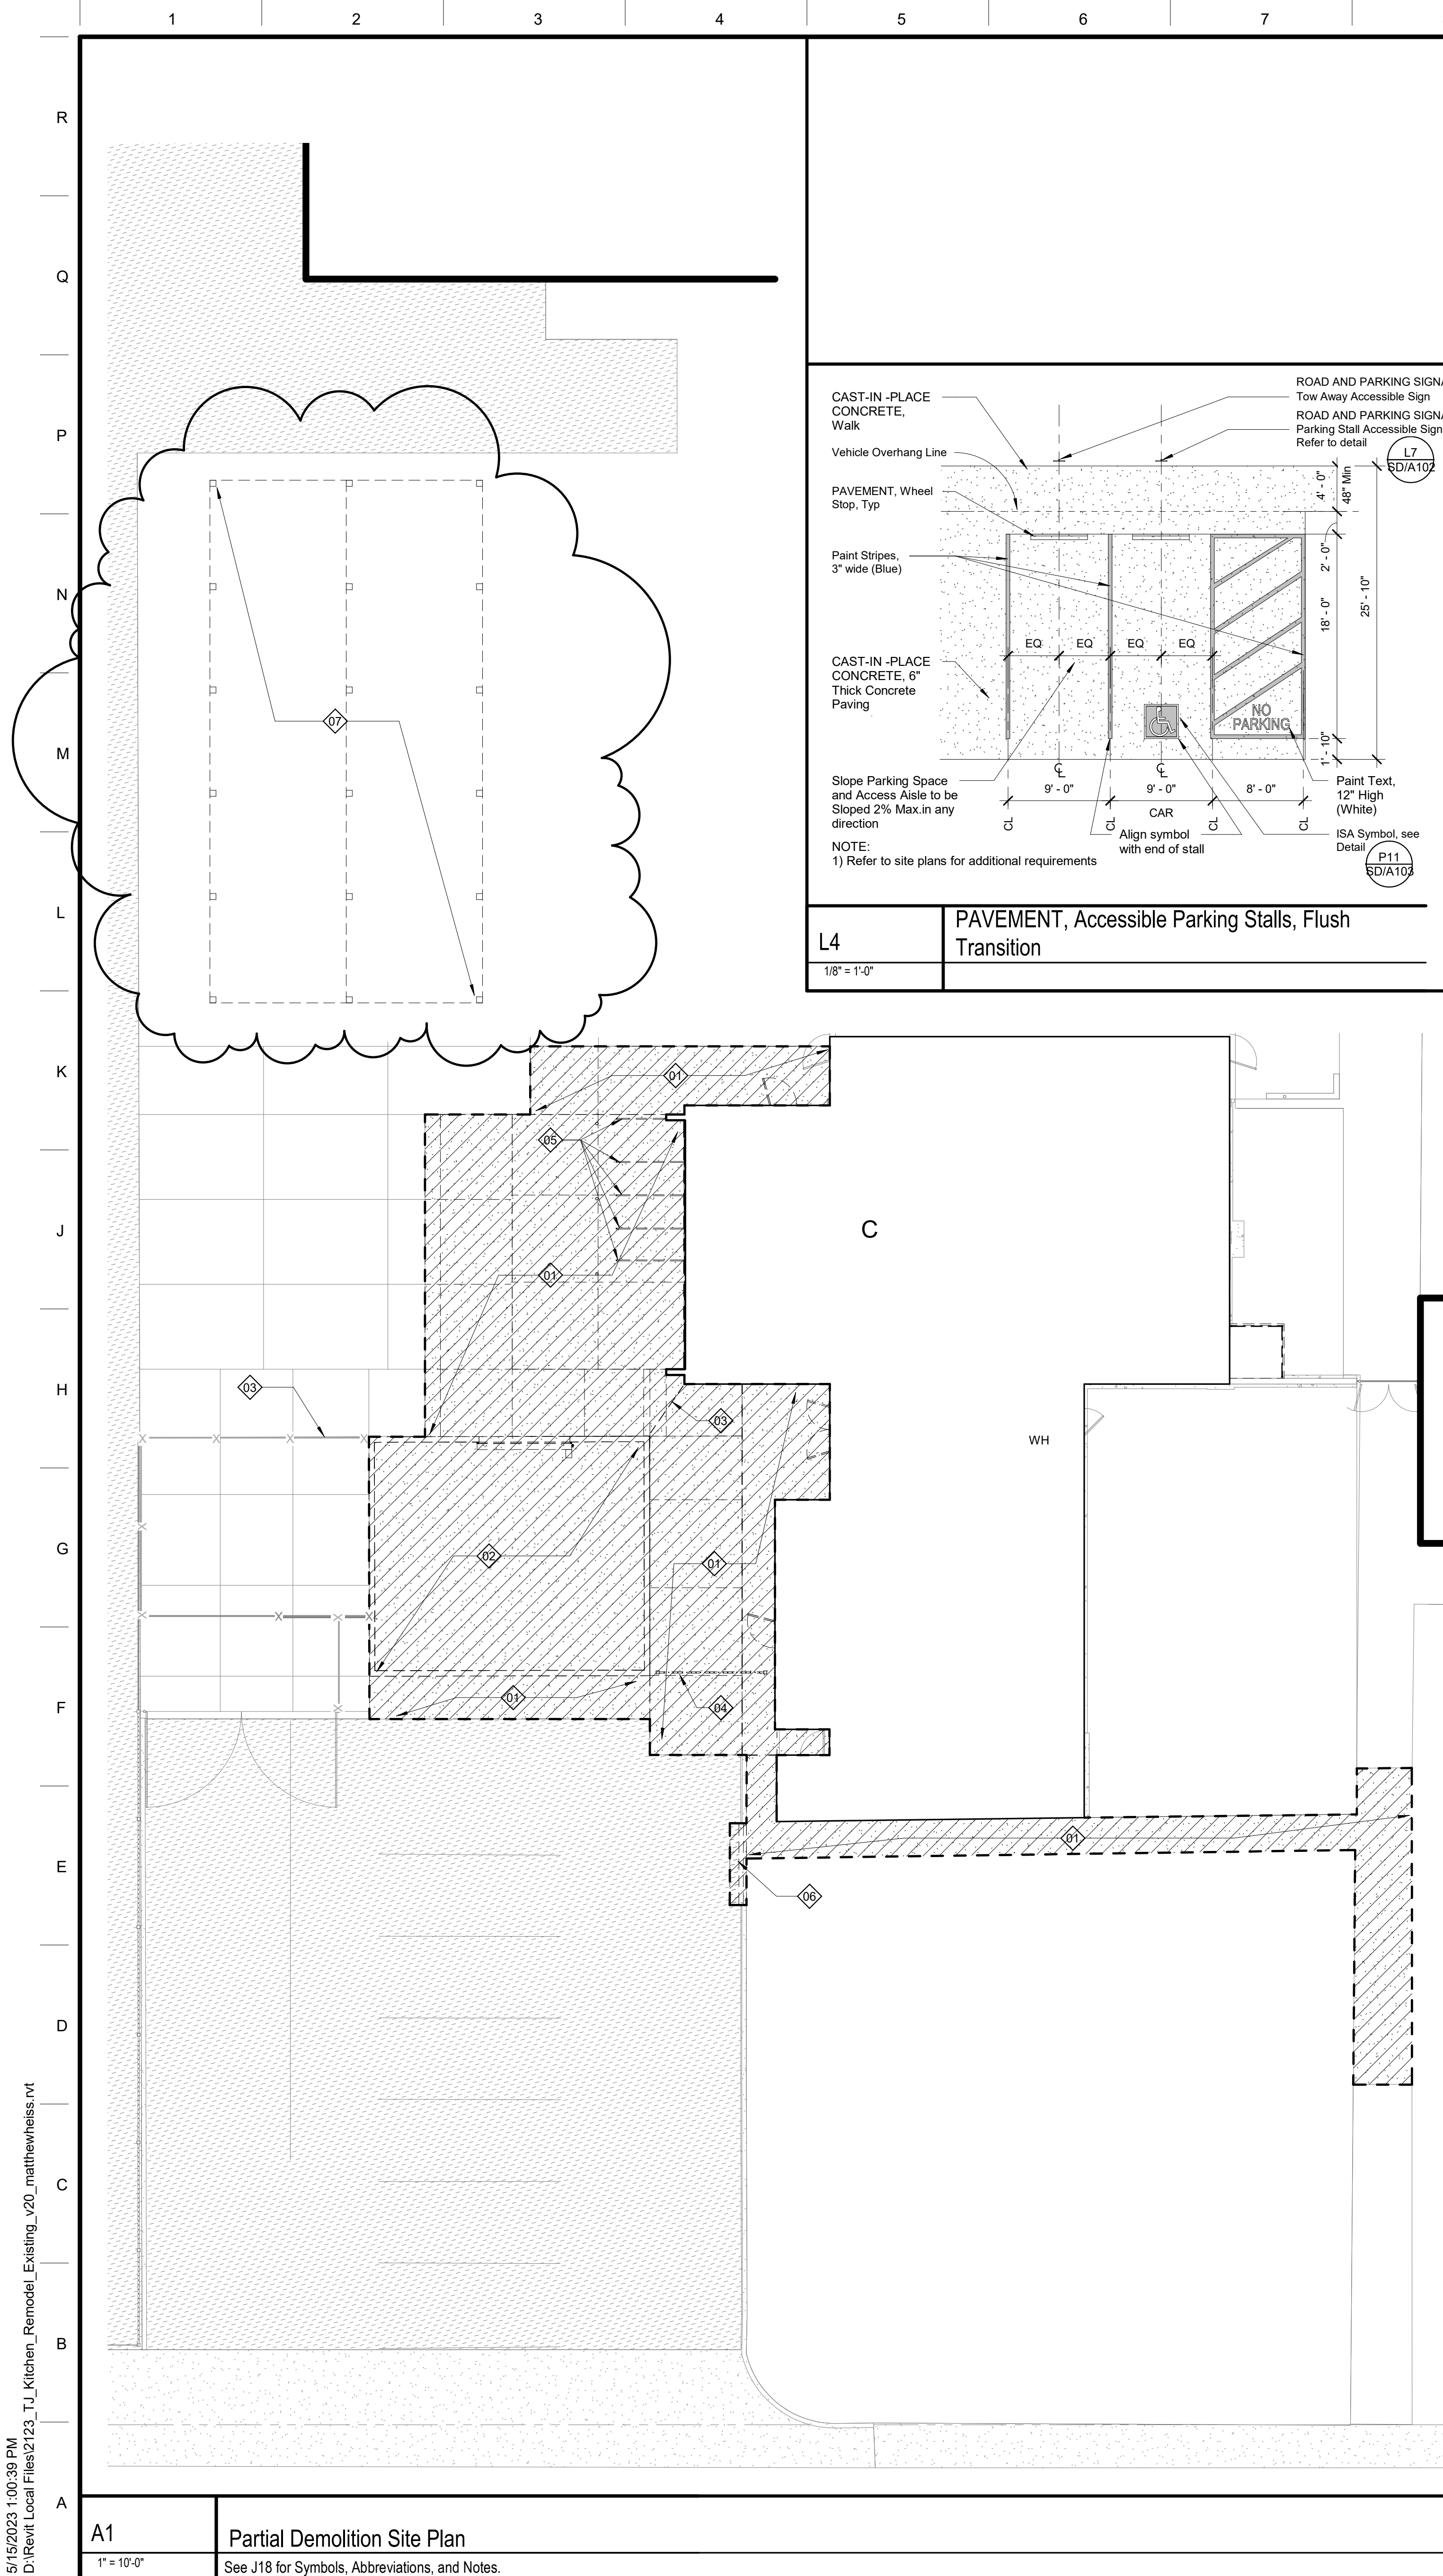 1
2
3
4
5
6
7
R
Q
P
N
M
L
K
J
H
G
F
E
D
C
B
A
CAST-IN -PLACE
CONCRETE,
Walk
Vehicle Overhang Line
PAVEMENT, Wheel
Stop, Typ
Paint Stripes,
3" wide (Blue)
CAST-IN -PLACE
CONCRETE, 6"
Thick Concrete
Paving
Slope Parking Space
and Access Aisle to be
Sloped 2% Max.in any
direction
NOTE:
1) Refer to site plans for additional requirements
ROAD AND PARKING SIGNA
Tow Away Accessible Sign
ROAD AND PARKING SIGNA
Parking Stall Accessible Sign
Refer to detail
L7
SD/A102
4' - 0"
48" Min
2' - 0"
18' - 0"
25' - 10"
1' - 10"
EQ
EQ
EQ
EQ
NO
PARKING
CL
CL
9' - 0"
9' - 0"
8' - 0"
CAR
CL
CL
CL
CL
Align symbol
with end of stall
Paint Text,
12" High
(White)
ISA Symbol, see
Detail
P11
SD/A103
L4
PAVEMENT, Accessible Parking Stalls, Flush
Transition
1/8" = 1'-0"
07
01
05
C
01
03
03
WH
02
01
01
04
01
06
A1
Partial Demolition Site Plan
1" = 10'-0"
See J18 for Symbols, Abbreviations, and Notes.
5/15/2023 1:00:39 PM
D:\Revit Local Files\2123_TJ_Kitchen_Remodel_Existing_v20_matthewheiss.rvt